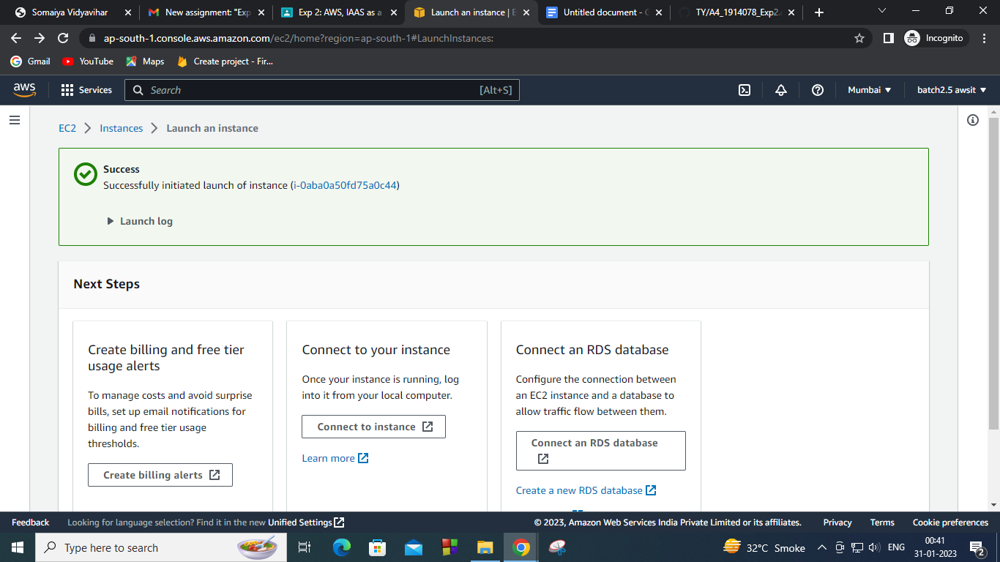 Somaiya Vidyavihar
New assignment: "Exp
Exp 2: AWS, IAAS as a
Launch an instance | E
Untitled document - G
TY/A4_1914078_Exp2.
ap-south-1.console.aws.amazon.com/ec2/home?region=ap-south-1#LaunchInstances:
Incognito
Gmail
YouTube
Maps
Create project - Fir...
aws
Services
Search
[Alt+S]
Mumbai
batch2.5 awsit
EC2
Instances
Launch an instance
Success
Successfully initiated launch of instance (i-0aba0a50fd75a0c44)
Launch log
Next Steps
Create billing and free tier
usage alerts
To manage costs and avoid surprise
bills, set up email notifications for
billing and free tier usage
thresholds.
Create billing alerts
Connect to your instance
Once your instance is running, log
into it from your local computer.
Connect to instance
Learn more
Connect an RDS database
Configure the connection between
an EC2 instance and a database to
allow traffic flow between them.
Connect an RDS database
Create a new RDS database
Feedback
Looking for language selection? Find it in the new Unified Settings
© 2023, Amazon Web Services India Private Limited or its affiliates.
Privacy
Terms
Cookie preferences
Type here to search
32°C Smoke
ENG
00:41
31-01-2023
2